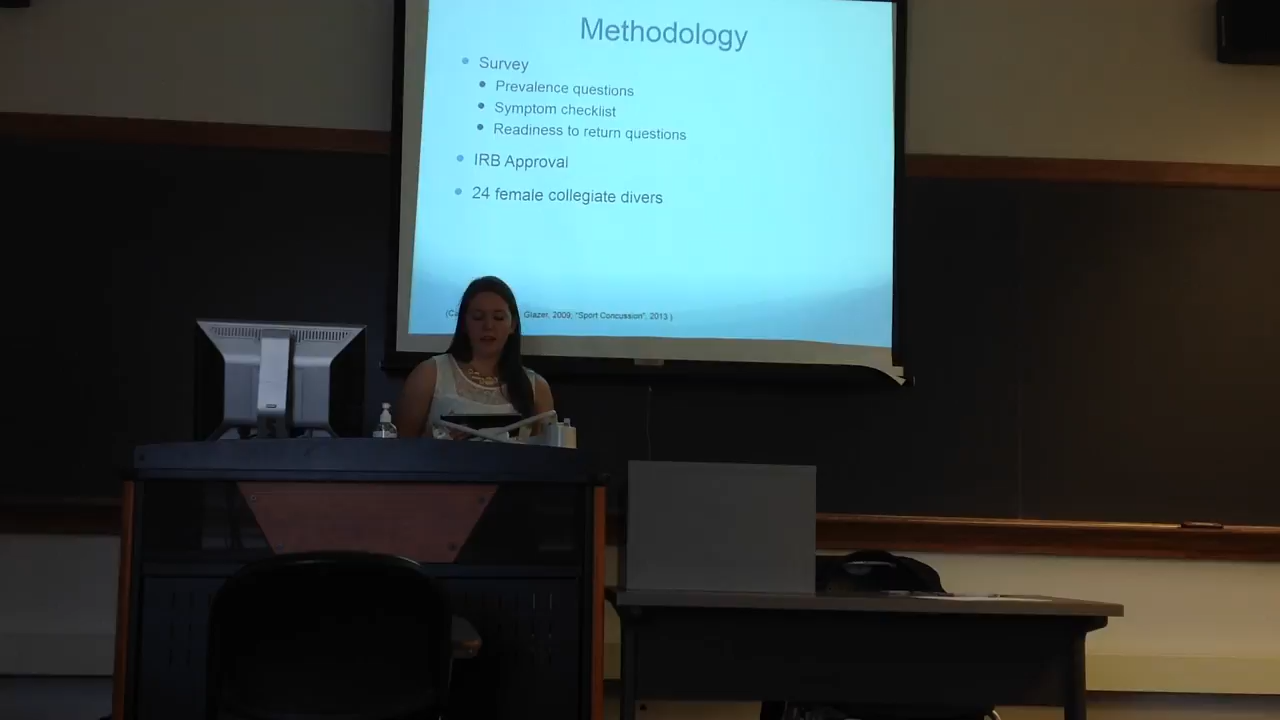 Methodology
Survey
Prevalence questions
Symptom checklist
Readiness to return questions
IRB Approval
24 female collegiate divers
Glazer, 2009; "Sport Concussion", 2013 )